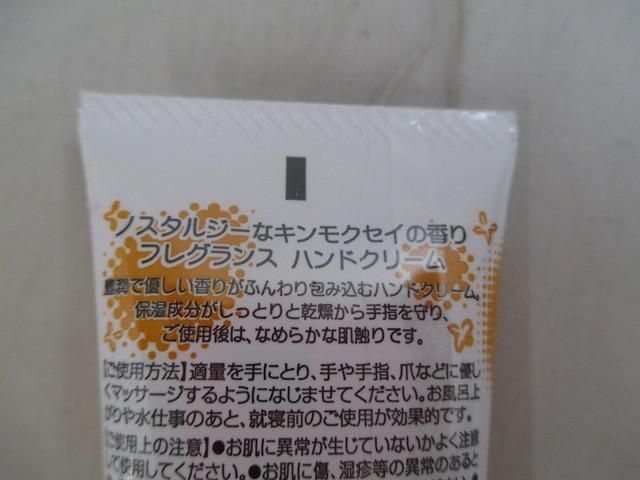 ノスタルジーなキンモクセイの香り
フレグランス ハンドクリーム
豊潤で優しい香りがふんわり包み込むハンドクリーム。
保湿成分がしっとりと乾燥から手指を守り、
ご使用後は、なめらかな肌触りです。
【ご使用方法】適量を手にとり、手や手指、爪などに優し
くマッサージするようになじませてください。お風呂上
がりや水仕事のあと、就寝前のご使用が効果的です。
【ご使用上の注意】●お肌に異常が生じていないかよく注意
して使用してください。●お肌に傷、湿疹等の異常のあると